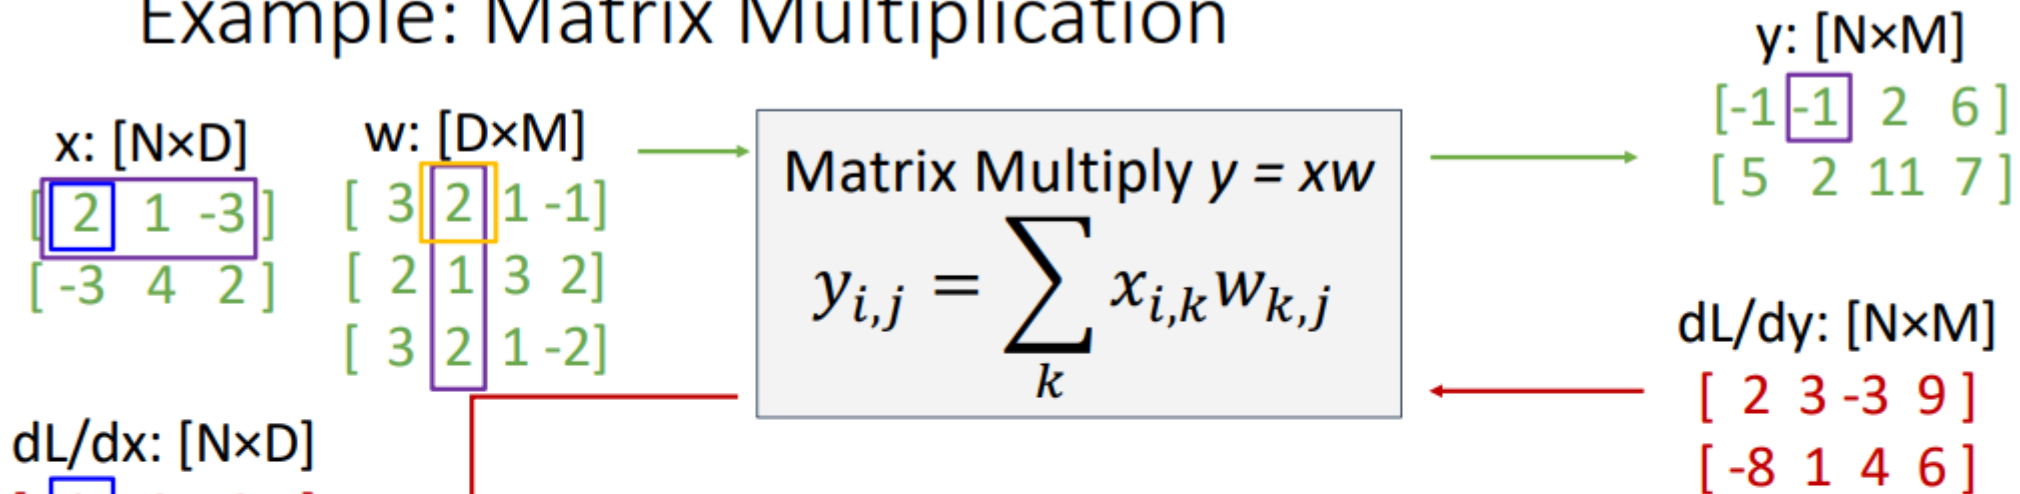 Example: Matrix Multiplication
x: [N×D]
[ 2 1 -3 ]
[ -3 4 2 ]
w: [D×M]
[ 3 2 1 -1]
[ 2 1 3 2]
[ 3 2 1 -2]
Matrix Multiply y = xw
y_{i,j} = ∑_k x_{i,k} w_{k,j}
y: [N×M]
[-1 -1 2 6 ]
[ 5 2 11 7 ]
dL/dy: [N×M]
[ 2 3 -3 9 ]
[ -8 1 4 6 ]
dL/dx: [N×D]